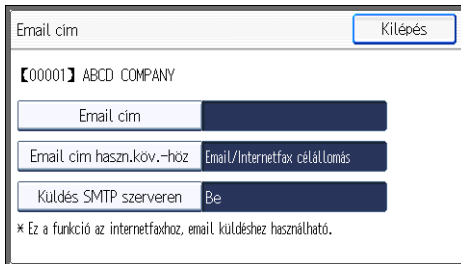 Email cím Kilépés
【00001】 ABCD COMPANY
Email cím
Email cím haszn.köv.-höz Email/Internetfax célállomás
Küldés SMTP szerveren Be
* Ez a funkció az internetfaxhoz, email küldéshez használható.